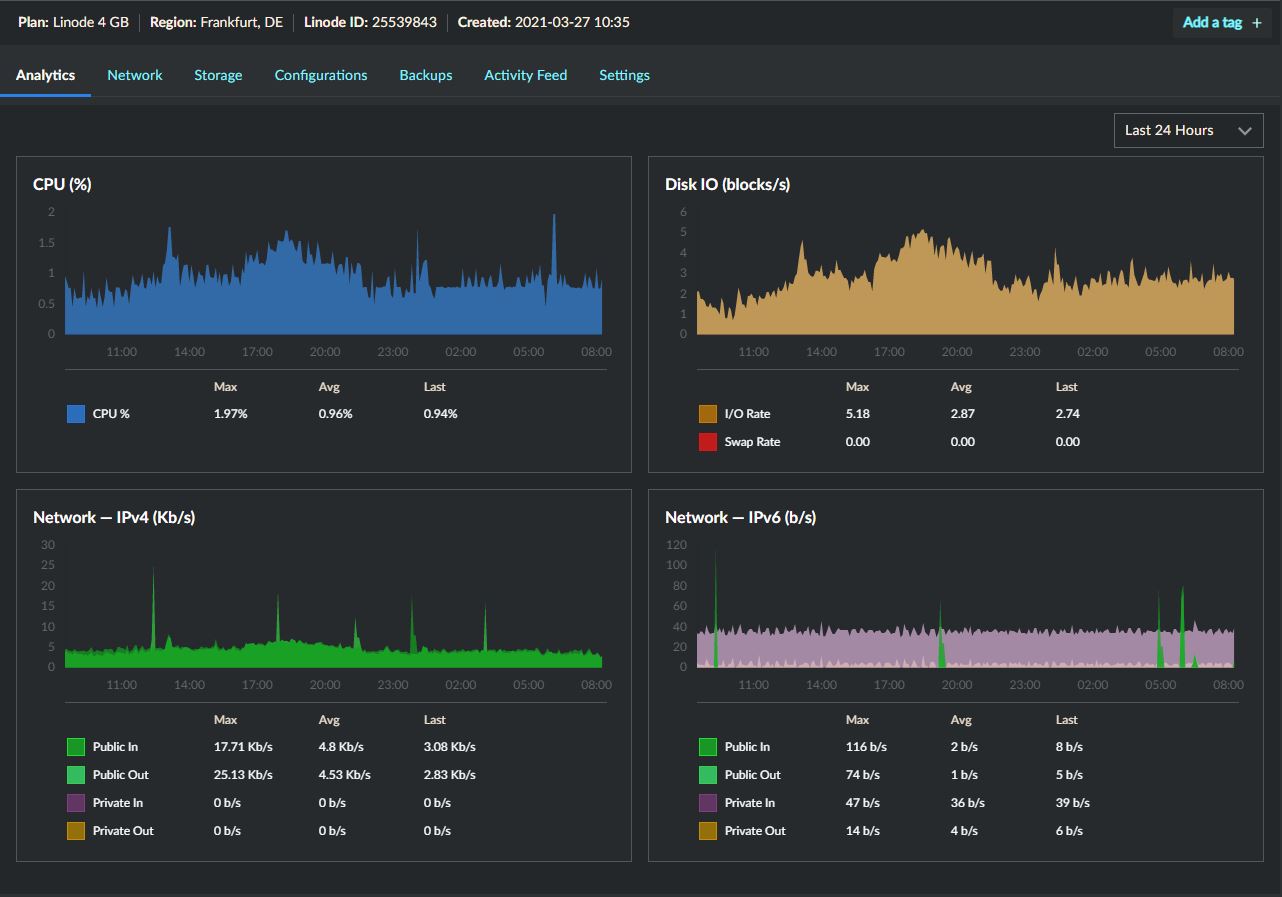 Plan: Linode 4 GB Region: Frankfurt, DE Linode ID: 25539843 Created: 2021-03-27 10:35 Add a tag +
Analytics Network Storage Configurations Backups Activity Feed Settings
Last 24 Hours
CPU (%)
2
1.5
1
0.5
0
11:00 14:00 17:00 20:00 23:00 02:00 05:00 08:00
Max Avg Last
CPU % 1.97% 0.96% 0.94%
Disk IO (blocks/s)
6
5
4
3
2
1
0
11:00 14:00 17:00 20:00 23:00 02:00 05:00 08:00
Max Avg Last
I/O Rate 5.18 2.87 2.74
Swap Rate 0.00 0.00 0.00
Network — IPv4 (Kb/s)
30
25
20
15
10
5
0
11:00 14:00 17:00 20:00 23:00 02:00 05:00 08:00
Max Avg Last
Public In 17.71 Kb/s 4.8 Kb/s 3.08 Kb/s
Public Out 25.13 Kb/s 4.53 Kb/s 2.83 Kb/s
Private In 0 b/s 0 b/s 0 b/s
Private Out 0 b/s 0 b/s 0 b/s
Network — IPv6 (b/s)
120
100
80
60
40
20
0
11:00 14:00 17:00 20:00 23:00 02:00 05:00 08:00
Max Avg Last
Public In 116 b/s 2 b/s 8 b/s
Public Out 74 b/s 1 b/s 5 b/s
Private In 47 b/s 36 b/s 39 b/s
Private Out 14 b/s 4 b/s 6 b/s